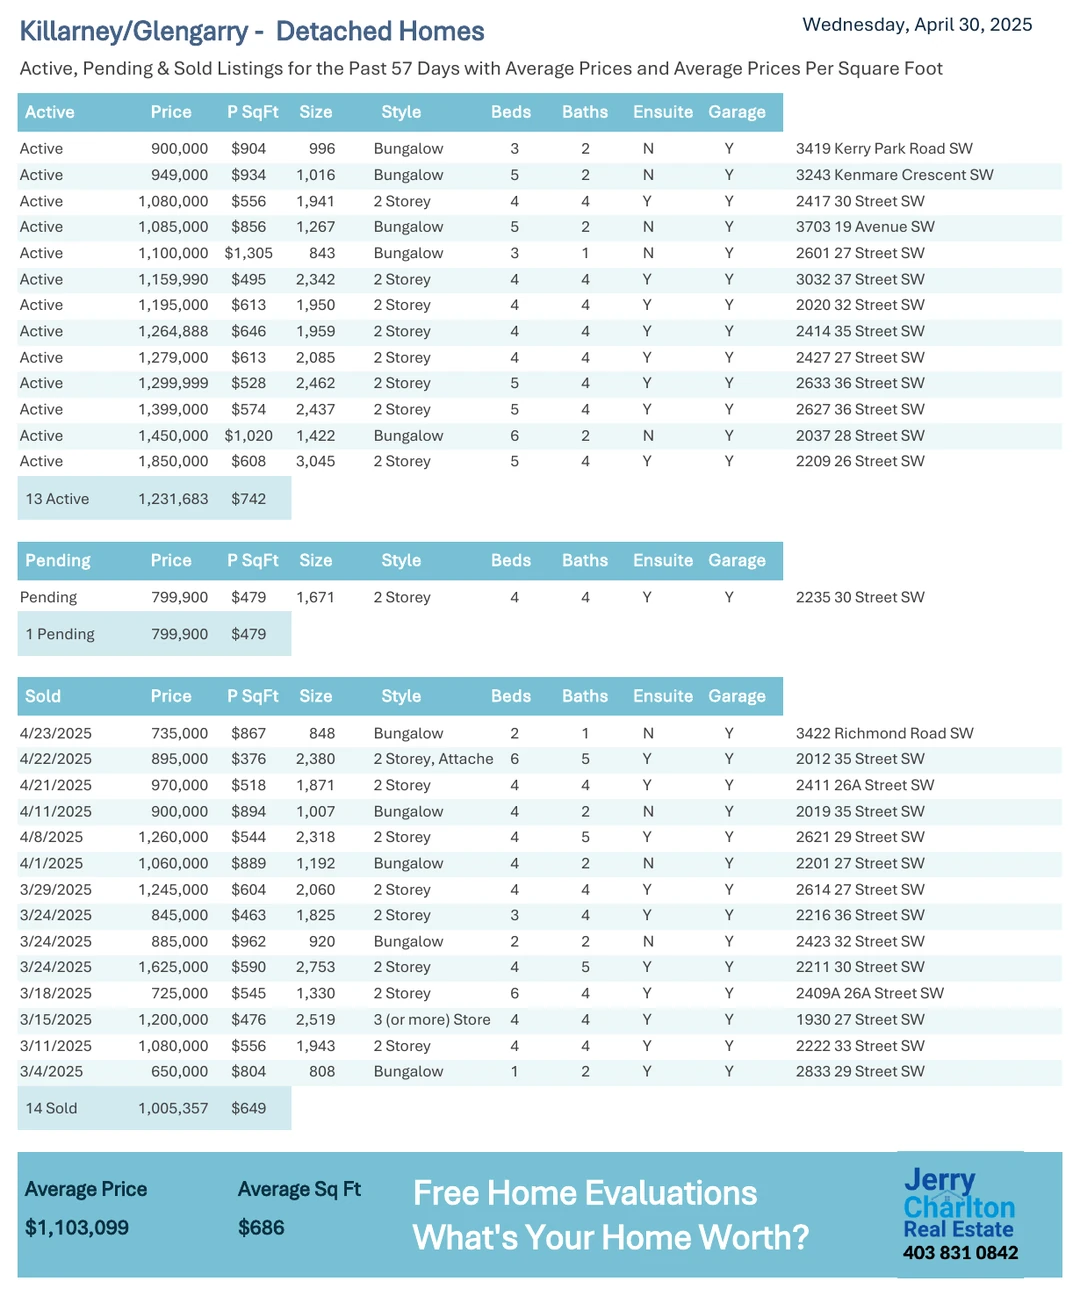 Killarney/Glengarry - Detached Homes
Wednesday, April 30, 2025
Active, Pending & Sold Listings for the Past 57 Days with Average Prices and Average Prices Per Square Foot
Active Price P SqFt Size Style Beds Baths Ensuite Garage
Active 900,000 $904 996 Bungalow 3 2 N Y 3419 Kerry Park Road SW
Active 949,000 $934 1,016 Bungalow 5 2 N Y 3243 Kenmare Crescent SW
Active 1,080,000 $556 1,941 2 Storey 4 4 Y Y 2417 30 Street SW
Active 1,085,000 $856 1,267 Bungalow 5 2 N Y 3703 19 Avenue SW
Active 1,100,000 $1,305 843 Bungalow 3 1 N Y 2601 27 Street SW
Active 1,159,990 $495 2,342 2 Storey 4 4 Y Y 3032 37 Street SW
Active 1,195,000 $613 1,950 2 Storey 4 4 Y Y 2020 32 Street SW
Active 1,264,888 $646 1,959 2 Storey 4 4 Y Y 2414 35 Street SW
Active 1,279,000 $613 2,085 2 Storey 4 4 Y Y 2427 27 Street SW
Active 1,299,999 $528 2,462 2 Storey 5 4 Y Y 2633 36 Street SW
Active 1,399,000 $574 2,437 2 Storey 5 4 Y Y 2627 36 Street SW
Active 1,450,000 $1,020 1,422 Bungalow 6 2 N Y 2037 28 Street SW
Active 1,850,000 $608 3,045 2 Storey 5 4 Y Y 2209 26 Street SW
13 Active 1,231,683 $742
Pending Price P SqFt Size Style Beds Baths Ensuite Garage
Pending 799,900 $479 1,671 2 Storey 4 4 Y Y 2235 30 Street SW
1 Pending 799,900 $479
Sold Price P SqFt Size Style Beds Baths Ensuite Garage
4/23/2025 735,000 $867 848 Bungalow 2 1 N Y 3422 Richmond Road SW
4/22/2025 895,000 $376 2,380 2 Storey, Attache 6 5 Y Y 2012 35 Street SW
4/21/2025 970,000 $518 1,871 2 Storey 4 4 Y Y 2411 26A Street SW
4/11/2025 900,000 $894 1,007 Bungalow 4 2 N Y 2019 35 Street SW
4/8/2025 1,260,000 $544 2,318 2 Storey 4 5 Y Y 2621 29 Street SW
4/1/2025 1,060,000 $889 1,192 Bungalow 4 2 N Y 2201 27 Street SW
3/29/2025 1,245,000 $604 2,060 2 Storey 4 4 Y Y 2614 27 Street SW
3/24/2025 845,000 $463 1,825 2 Storey 3 4 Y Y 2216 36 Street SW
3/24/2025 885,000 $962 920 Bungalow 2 2 N Y 2423 32 Street SW
3/24/2025 1,625,000 $590 2,753 2 Storey 4 5 Y Y 2211 30 Street SW
3/18/2025 725,000 $545 1,330 2 Storey 6 4 Y Y 2409A 26A Street SW
3/15/2025 1,200,000 $476 2,519 3 (or more) Store 4 4 Y Y 1930 27 Street SW
3/11/2025 1,080,000 $556 1,943 2 Storey 4 4 Y Y 2222 33 Street SW
3/4/2025 650,000 $804 808 Bungalow 1 2 Y Y 2833 29 Street SW
14 Sold 1,005,357 $649
Average Price Average Sq Ft
$1,103,099 $686
Free Home Evaluations
What's Your Home Worth?
Jerry
Charlton
Real Estate
403 831 0842